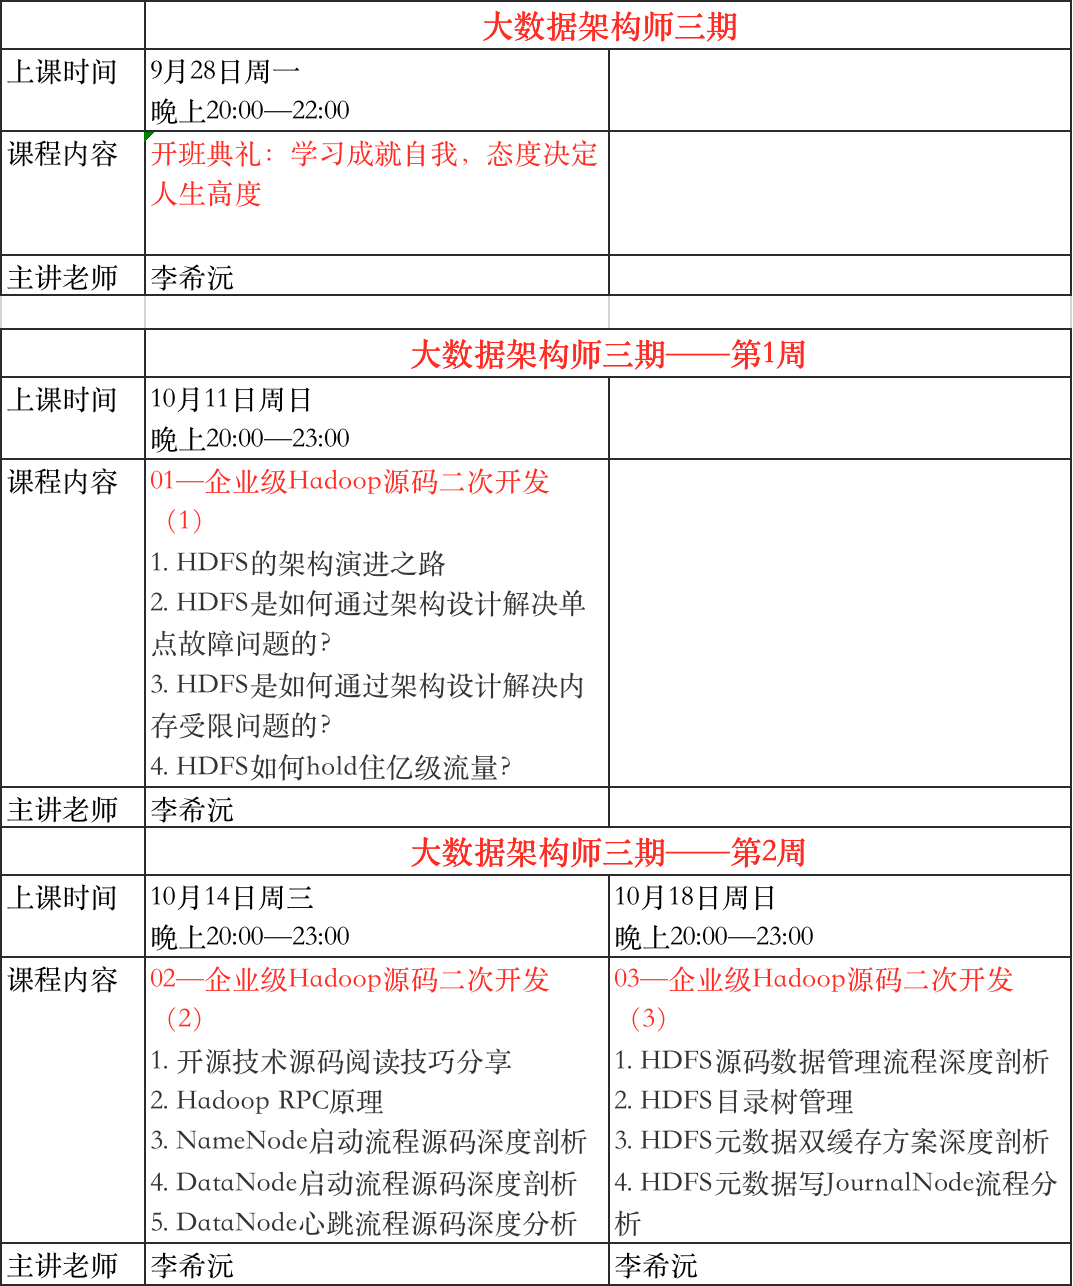 大数据架构师三期
上课时间
9月28日周一
晚上20:00—22:00
课程内容
开班典礼：学习成就自我，态度决定
人生高度
主讲老师
李希沅
大数据架构师三期——第1周
上课时间
10月11日周日
晚上20:00—23:00
课程内容
01—企业级Hadoop源码二次开发
（1）
1. HDFS的架构演进之路
2. HDFS是如何通过架构设计解决单
点故障问题的?
3. HDFS是如何通过架构设计解决内
存受限问题的?
4. HDFS如何hold住亿级流量?
主讲老师
李希沅
大数据架构师三期——第2周
上课时间
10月14日周三
晚上20:00—23:00
10月18日周日
晚上20:00—23:00
课程内容
02—企业级Hadoop源码二次开发
（2）
1. 开源技术源码阅读技巧分享
2. Hadoop RPC原理
3. NameNode启动流程源码深度剖析
4. DataNode启动流程源码深度剖析
5. DataNode心跳流程源码深度分析
03—企业级Hadoop源码二次开发
（3）
1. HDFS源码数据管理流程深度剖析
2. HDFS目录树管理
3. HDFS元数据双缓存方案深度剖析
4. HDFS元数据写JournalNode流程分
析
主讲老师
李希沅
李希沅